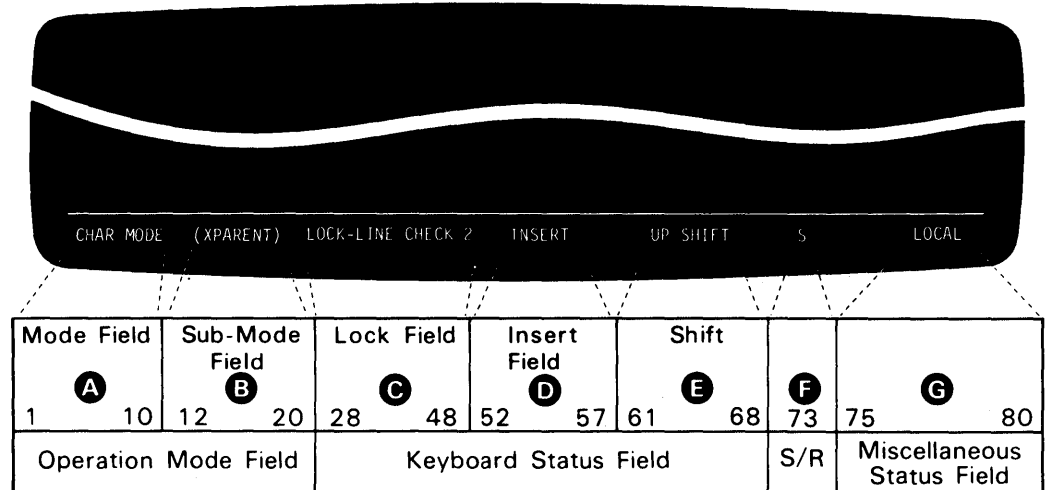 CHAR MODE (XPARENT) LOCK-LINE CHECK 2 INSERT UP SHIFT S LOCAL
Mode Field Sub-Mode Field Lock Field Insert Field Shift
A B C D E F G
1 10 12 20 28 48 52 57 61 68 73 75 80
Operation Mode Field Keyboard Status Field S/R Miscellaneous Status Field